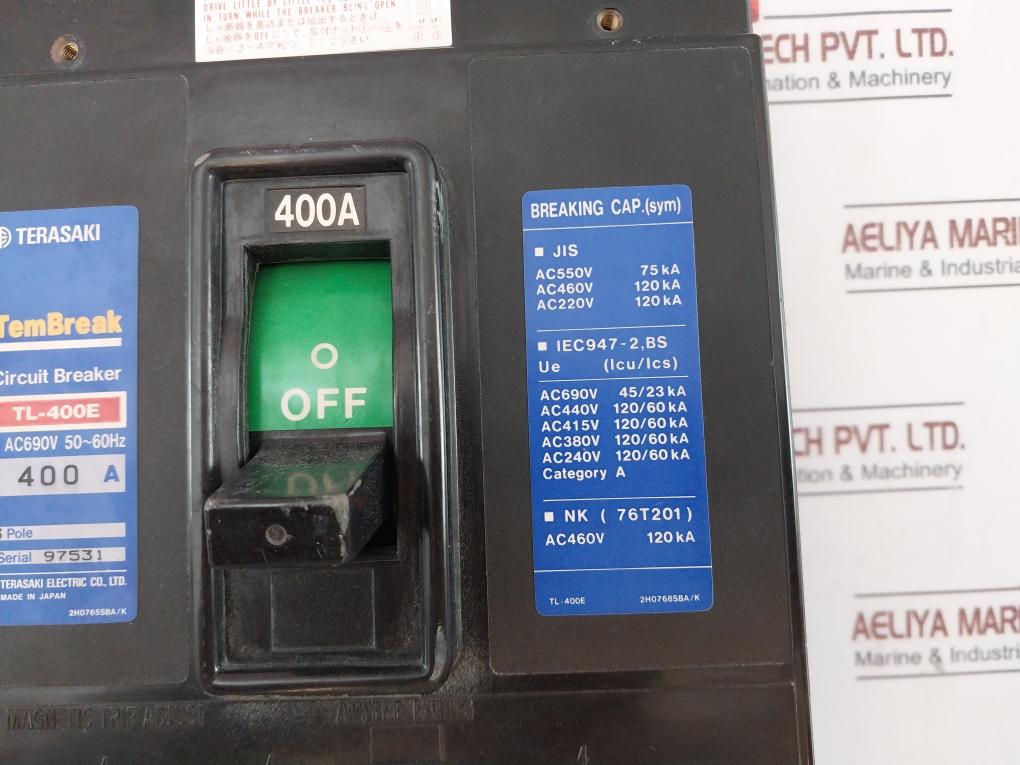 DRIVE LITTLE BY LITTLE
IN TURN WHILE THE BREAKER BEING OPEN
TERASAKI
TemBreak
Circuit Breaker
TL-400E
AC690V 50~60Hz
400 A
Pole
Serial 97531
TERASAKI ELECTRIC CO., LTD.
MADE IN JAPAN
2H0765SBA/K
400A
O
OFF
BREAKING CAP.(sym)
■ JIS
AC550V 75kA
AC460V 120kA
AC220V 120kA
■ IEC947-2,BS
Ue (Icu/Ics)
AC690V 45/23kA
AC440V 120/60kA
AC415V 120/60kA
AC380V 120/60kA
AC240V 120/60kA
Category A
■ NK ( 76T201)
AC460V 120kA
TL-400E 2H0768SBA/K
MAGNETIC TRIP ADJUST
ECH PVT. LTD.
ation & Machinery
AELIYA MARI
Marine & Industria
CH PVT. LTD.
mation & Machinery
AELIYA MAR
Marine & Industri